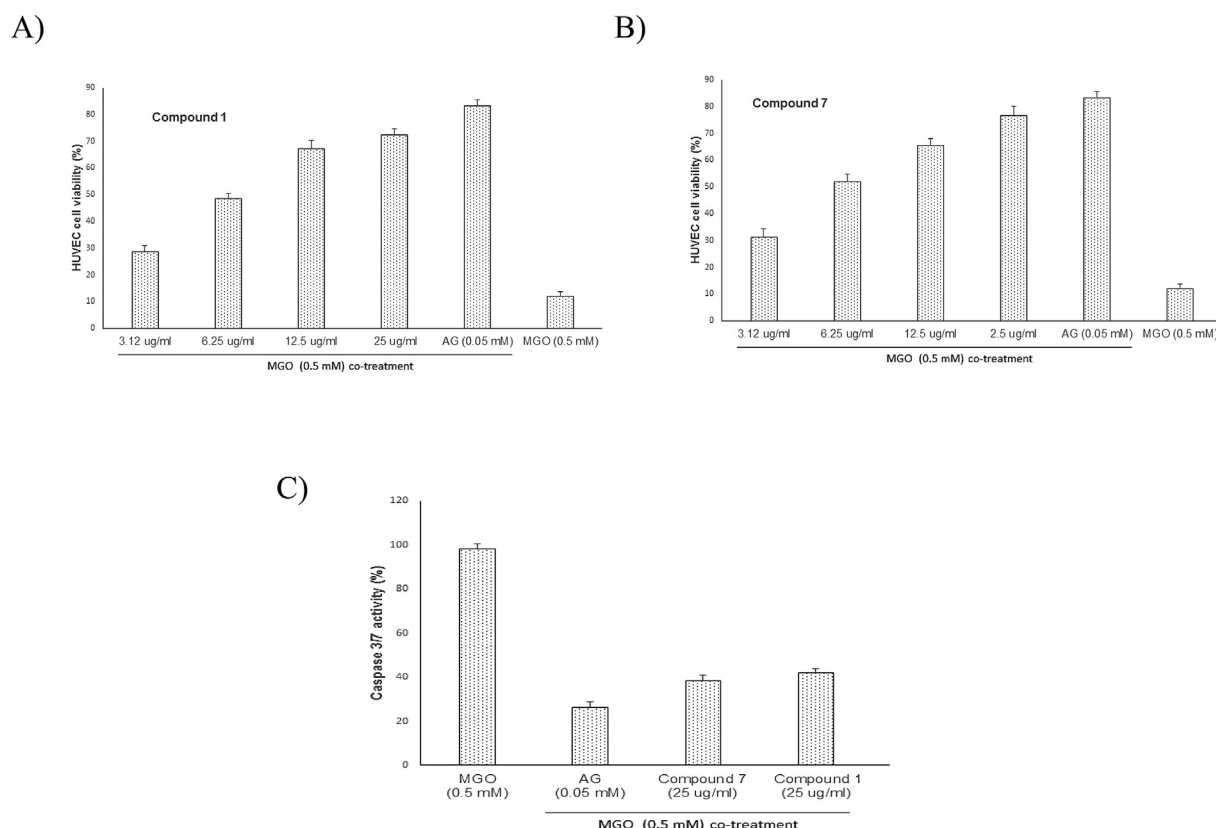 A)
HUVEC cell viability (%)
90
80
70
60
50
40
30
20
10
0
Compound 1
3.12 ug/ml 6.25 ug/ml 12.5 ug/ml 25 ug/ml AG (0.05 mM) MGO (0.5 mM)
MGO (0.5 mM) co-treatment
B)
HUVEC cell viability (%)
90
80
70
60
50
40
30
20
10
0
Compound 7
3.12 ug/ml 6.25 ug/ml 12.5 ug/ml 2.5 ug/ml AG (0.05 mM) MGO (0.5 mM)
MGO (0.5 mM) co-treatment
C)
Caspase 3/7 activity (%)
120
100
80
60
40
20
0
MGO AG Compound 7 Compound 1
(0.5 mM) (0.05 mM) (25 ug/ml) (25 ug/ml)
MGO (0.5 mM) co-treatment